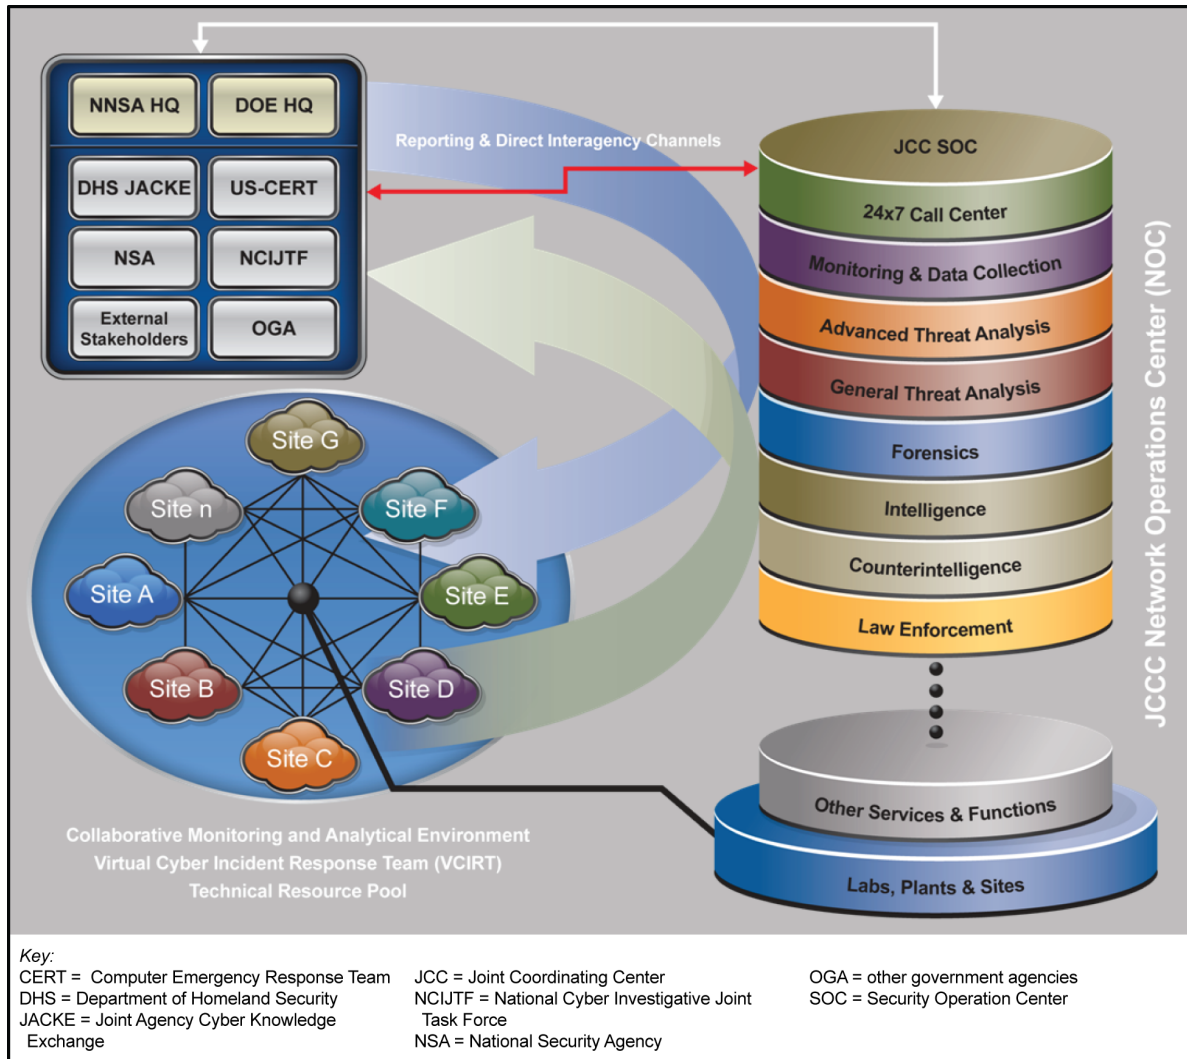 NNSA HQ
DOE HQ
DHS JACKE
US-CERT
NSA
NCIJTF
External
Stakeholders
OGA
Reporting & Direct Interagency Channels
JCC SOC
24x7 Call Center
Monitoring & Data Collection
Advanced Threat Analysis
General Threat Analysis
Forensics
Intelligence
Counterintelligence
Law Enforcement
Other Services & Functions
Labs, Plants & Sites
JCCC Network Operations Center (NOC)
Site G
Site n
Site F
Site A
Site E
Site B
Site D
Site C
Collaborative Monitoring and Analytical Environment
Virtual Cyber Incident Response Team (VCIRT)
Technical Resource Pool
Key:
CERT = Computer Emergency Response Team
DHS = Department of Homeland Security
JACKE = Joint Agency Cyber Knowledge
Exchange
JCC = Joint Coordinating Center
NCIJTF = National Cyber Investigative Joint
Task Force
NSA = National Security Agency
OGA = other government agencies
SOC = Security Operation Center